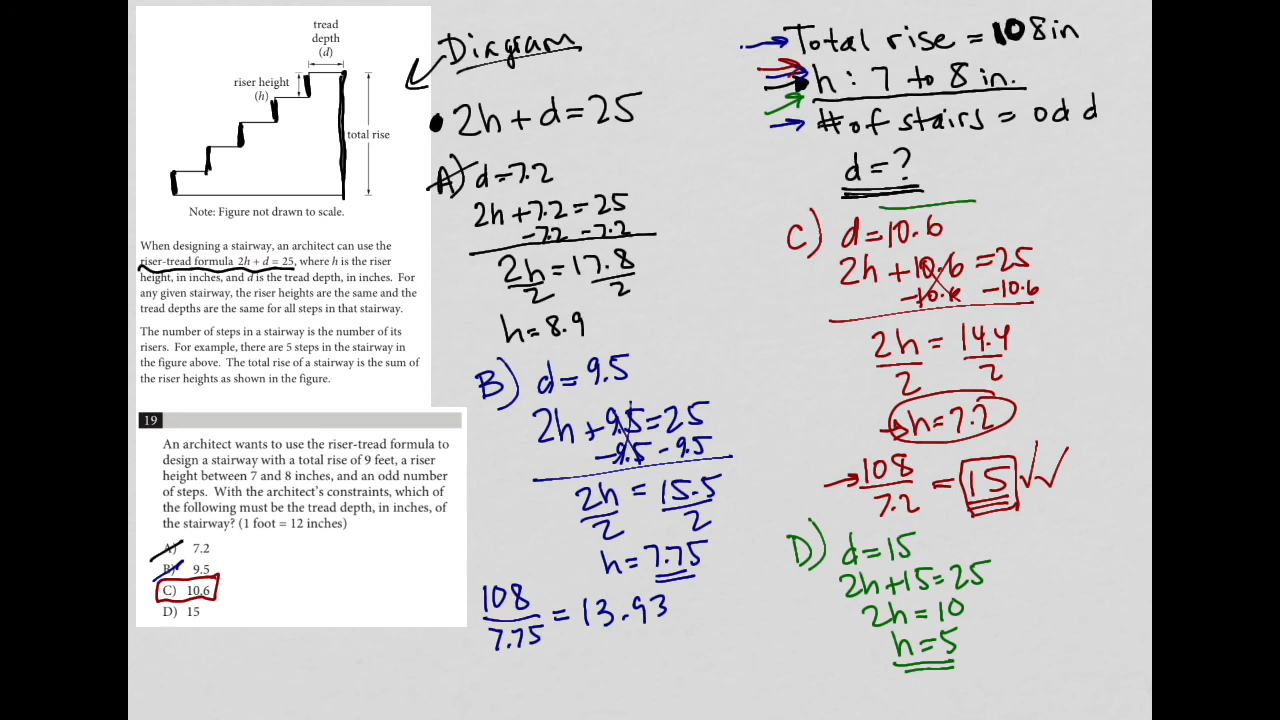 tread
depth
(d)
riser height
(h)
total rise
Note: Figure not drawn to scale.
When designing a stairway, an architect can use the
riser-tread formula 2h + d = 25, where h is the riser
height, in inches, and d is the tread depth, in inches. For
any given stairway, the riser heights are the same and the
tread depths are the same for all steps in that stairway.
The number of steps in a stairway is the number of its
risers. For example, there are 5 steps in the stairway in
the figure above. The total rise of a stairway is the sum of
the riser heights as shown in the figure.
19
An architect wants to use the riser-tread formula to
design a stairway with a total rise of 9 feet, a riser
height between 7 and 8 inches, and an odd number
of steps. With the architect's constraints, which of
the following must be the tread depth, in inches, of
the stairway? (1 foot = 12 inches)
A) 7.2
B) 9.5
C) 10.6
D) 15
Diagram
2h + d = 25
A) d = 7.2
2h + 7.2 = 25
-7.2 -7.2
2h = 17.8
2 2
h = 8.9
B) d = 9.5
2h + 9.5 = 25
-9.5 -9.5
2h = 15.5
2 2
h = 7.75
108
7.75
= 13.93
Total rise = 108in
h : 7 to 8 in.
# of stairs = odd
d = ?
C) d = 10.6
2h + 10.6 = 25
-10.6 -10.6
2h = 14.4
2 2
h = 7.2
108
7.2
= 15
D) d = 15
2h + 15 = 25
2h = 10
h = 5